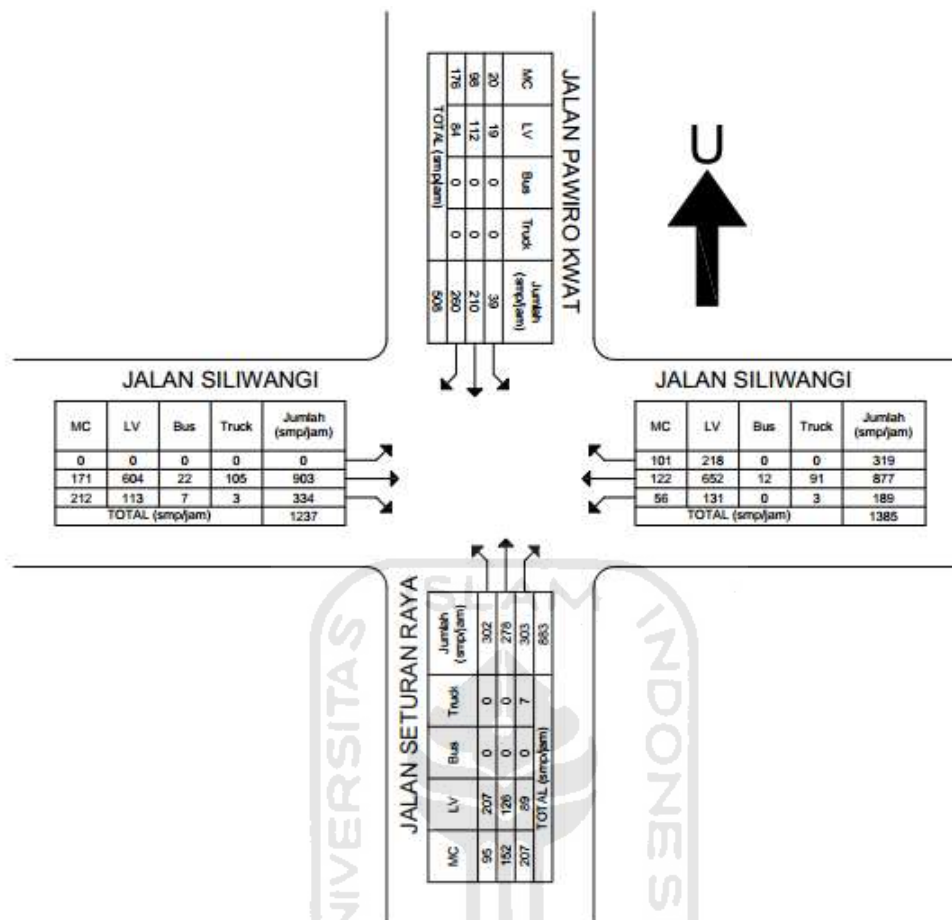 JALAN PAWIRO KWAT
MC LV Bus Truck Jumlah (smp/jam)
20 19 0 0 39
98 112 0 0 210
176 84 0 0 260
TOTAL (smp/jam) 508
U
JALAN SILIWANGI
MC LV Bus Truck Jumlah (smp/jam)
0 0 0 0 0
171 604 22 105 903
212 113 7 3 334
TOTAL (smp/jam) 1237
JALAN SILIWANGI
MC LV Bus Truck Jumlah (smp/jam)
101 218 0 0 319
122 652 12 91 877
56 131 0 3 189
TOTAL (smp/jam) 1385
JALAN SETURAN RAYA
MC LV Bus Truck Jumlah (smp/jam)
95 207 0 0 302
152 126 0 0 278
207 89 0 7 303
TOTAL (smp/jam) 883
NIVERSITAS
ISLAM
INDONES